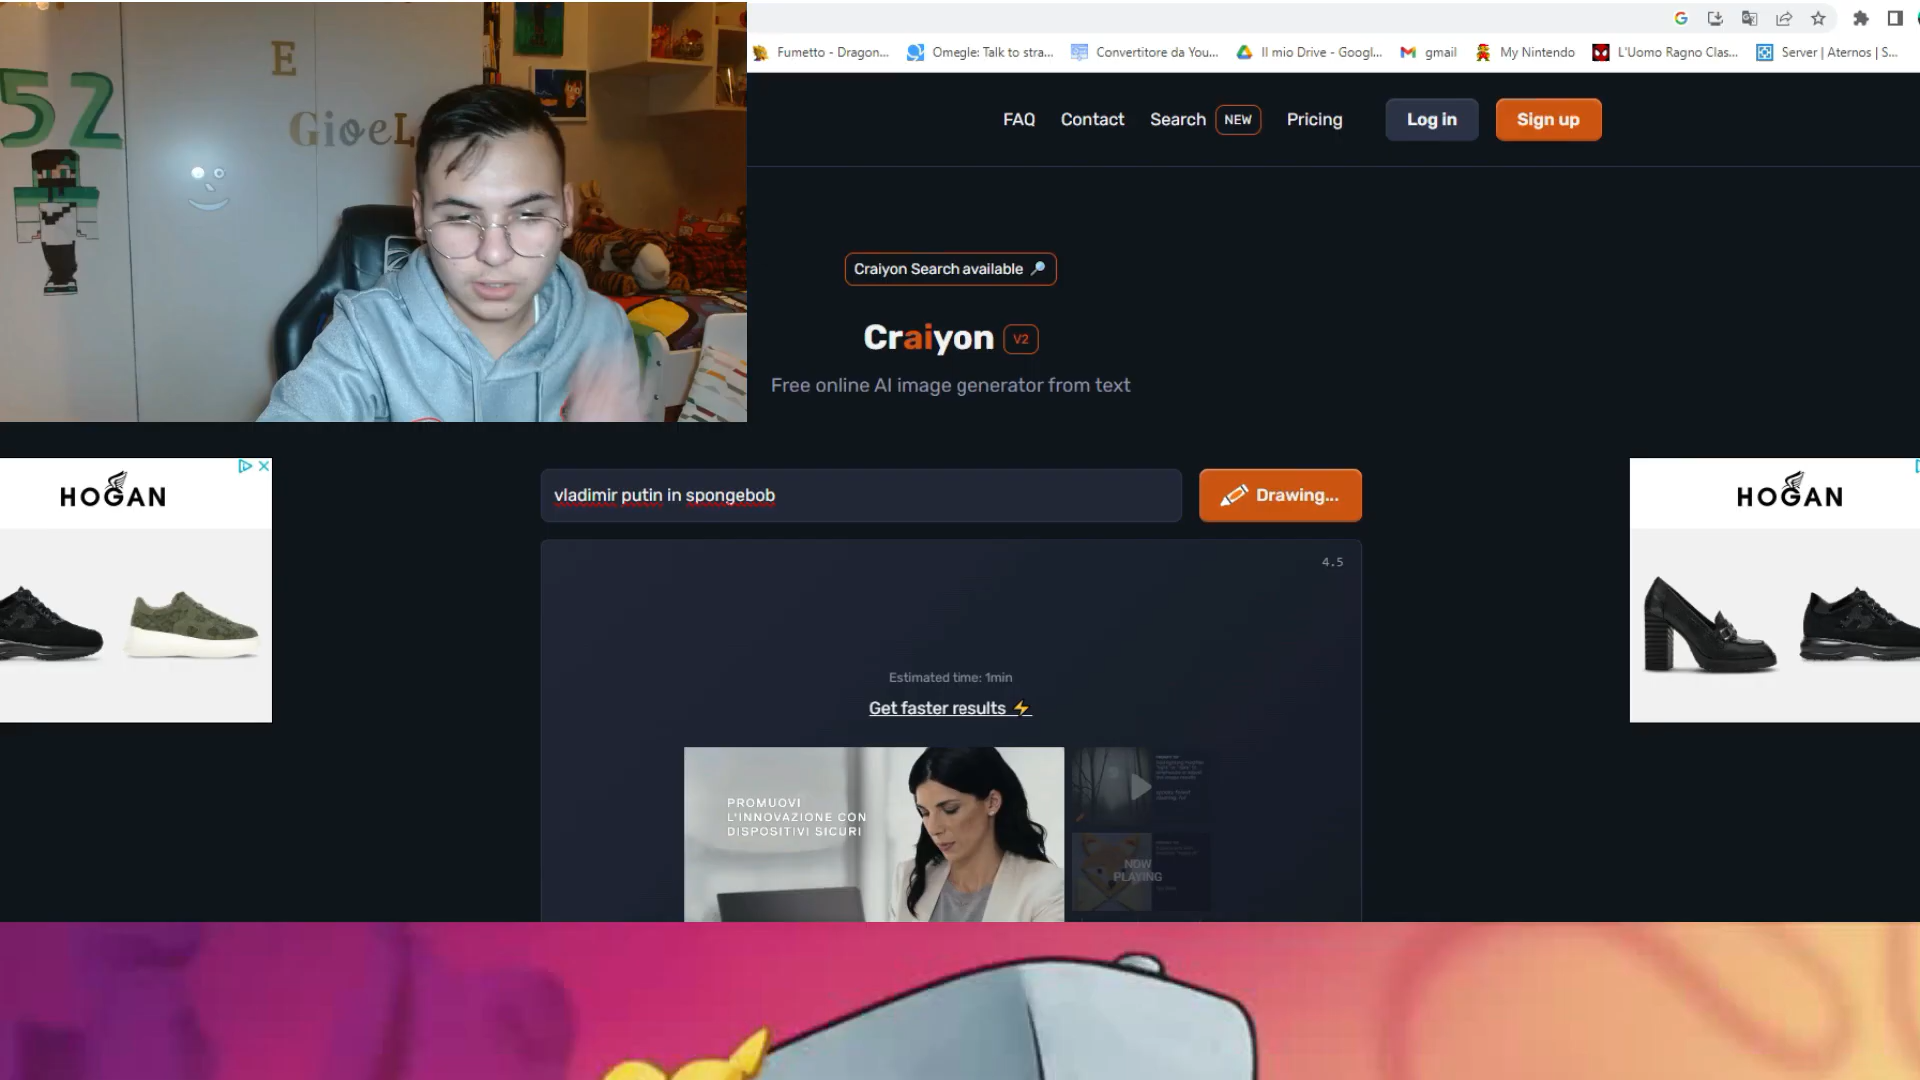 52
E
GioeL
Fumetto - Dragon...
Omegle: Talk to stra...
Convertitore da You...
Il mio Drive - Googl...
gmail
My Nintendo
L'Uomo Ragno Clas...
Server | Aternos | S...
FAQ
Contact
Search
NEW
Pricing
Log in
Sign up
Craiyon Search available
Craiyon
V2
Free online AI image generator from text
HOGAN
HOGAN
vladimir putin in spongebob
Drawing...
4.5
Estimated time: 1min
Get faster results
PROMUOVI
L'INNOVAZIONE CON
DISPOSITIVI SICURI
NOW
PLAYING